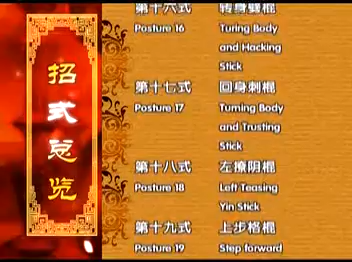 招式总览
第十六式 转身劈棍
Posture 16 Turing Body
and Hacking
Stick
第十七式 回身刺棍
Posture 17 Turning Body
and Trusting
Stick
第十八式 左撩阴棍
Posture 18 Left Teasing
Yin Stick
第十九式 上步格棍
Posture 19 Step forward